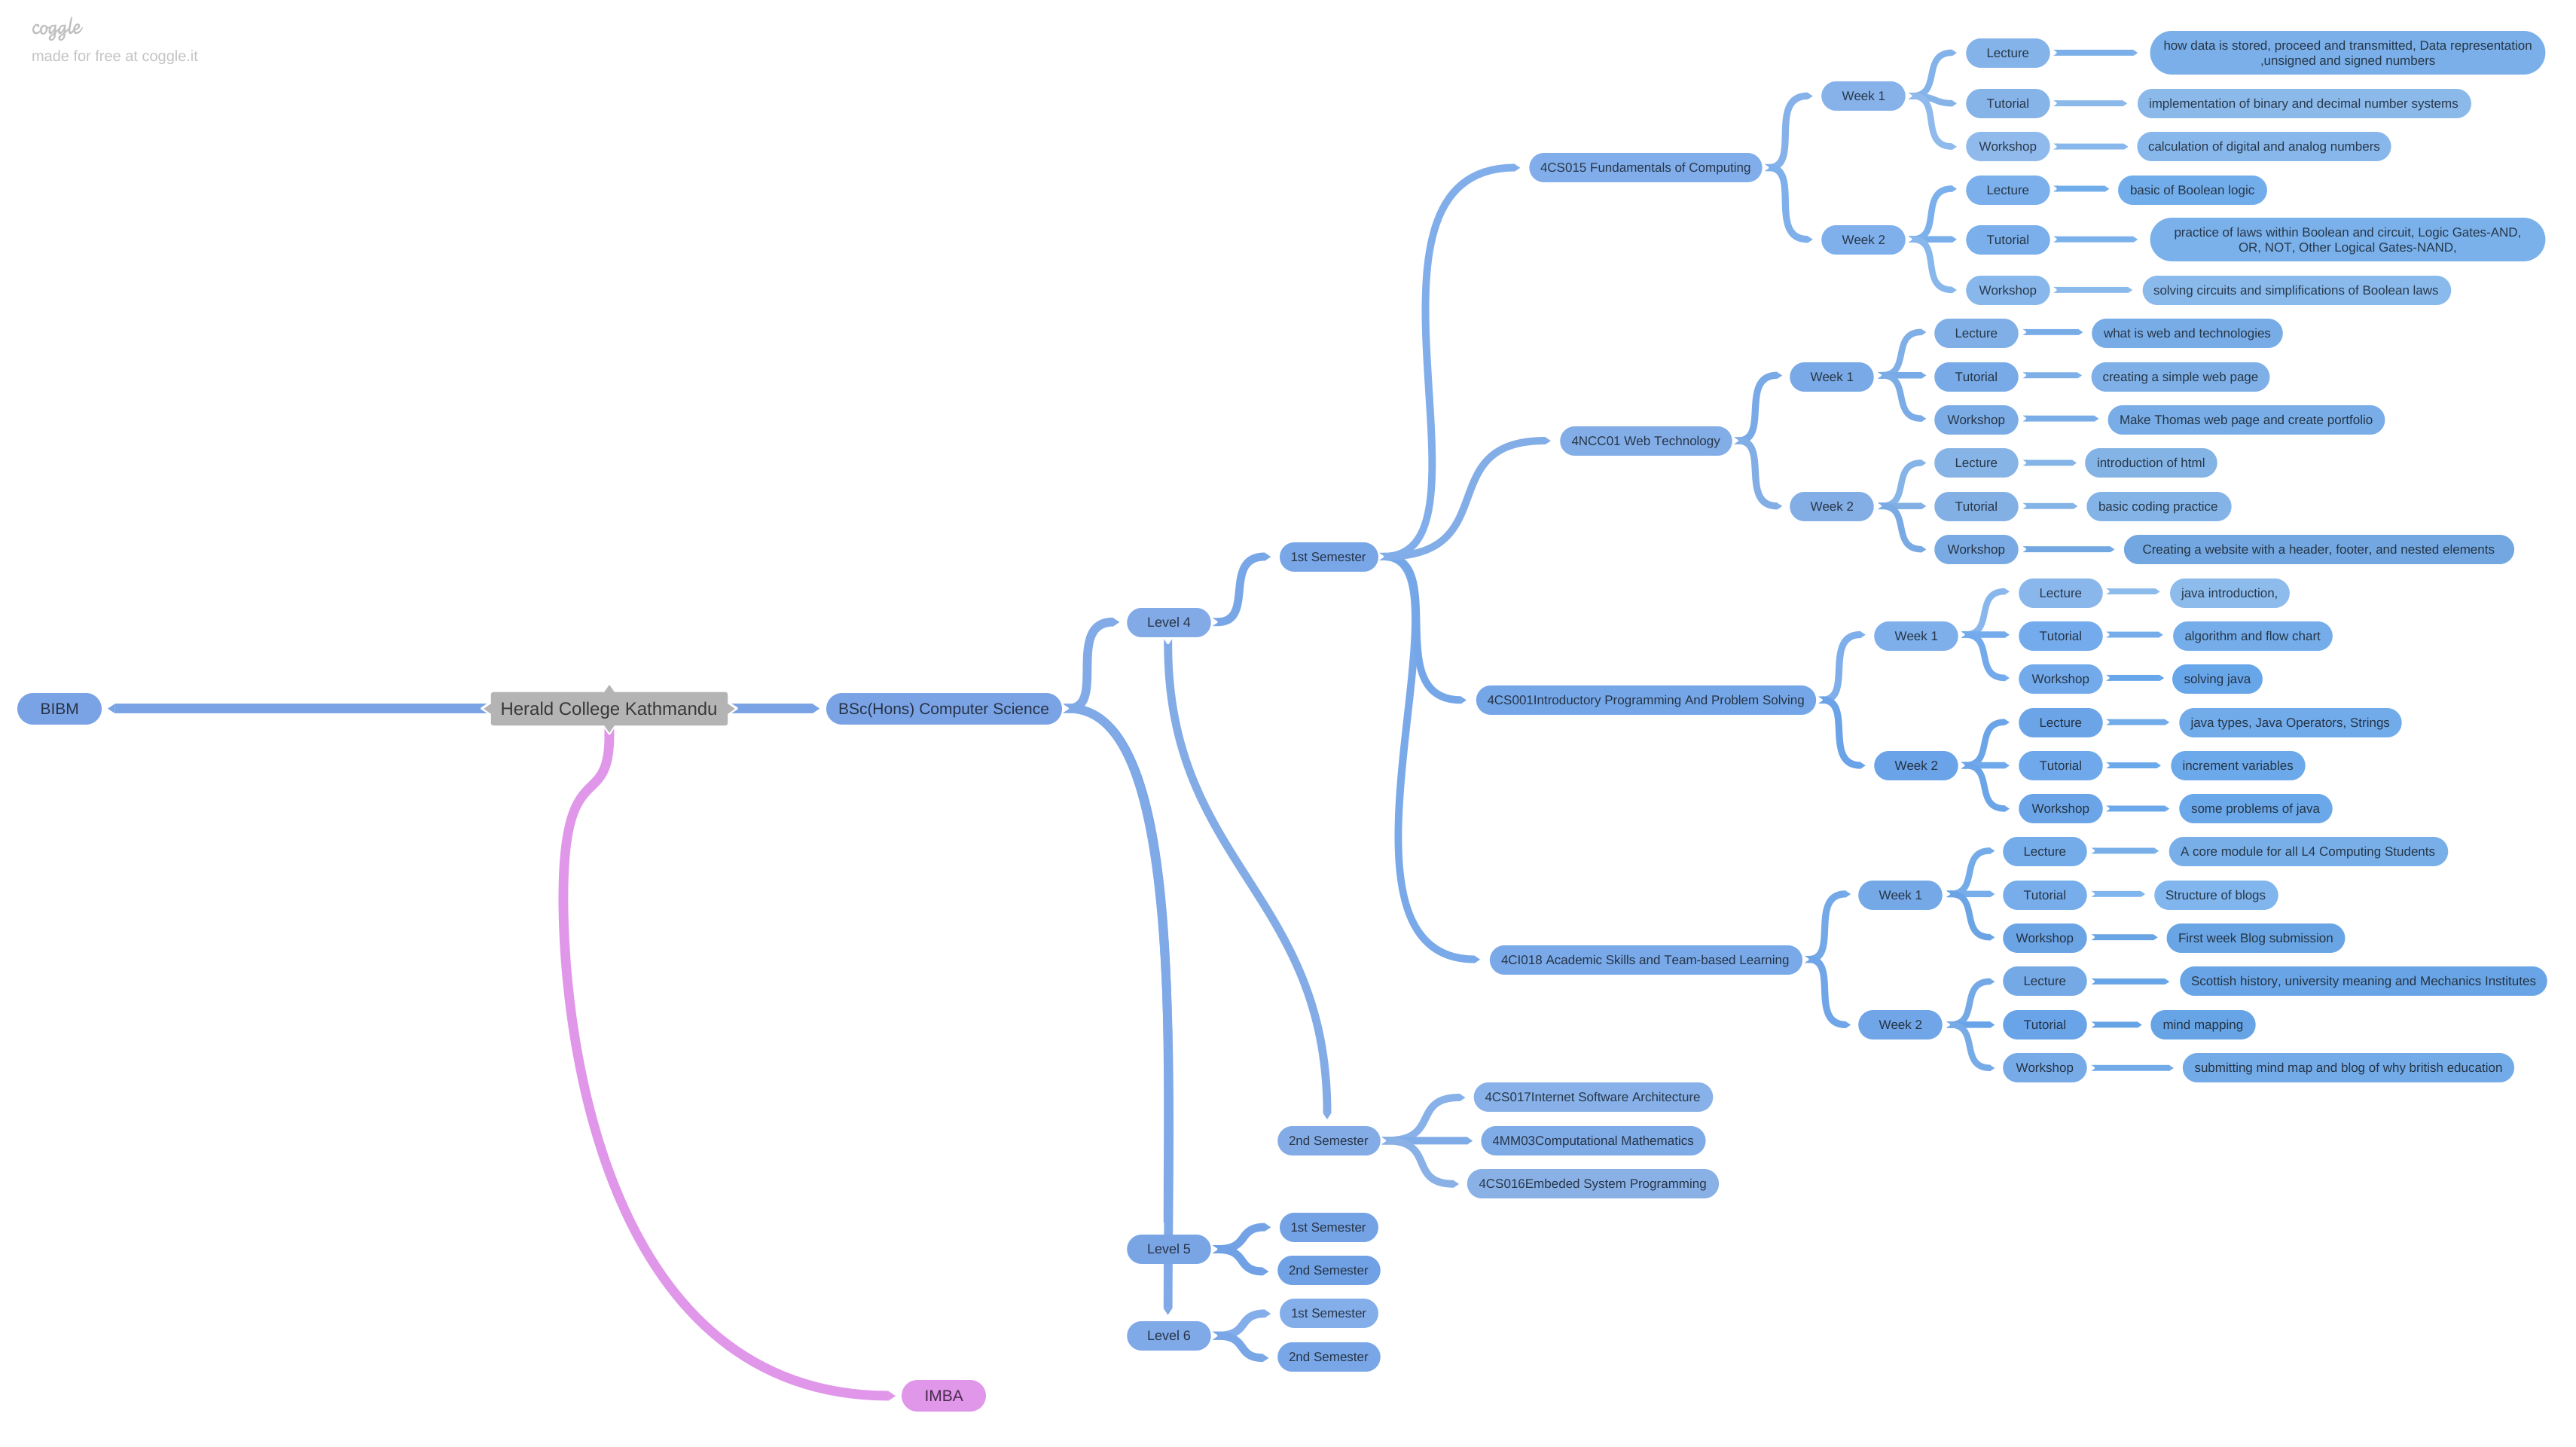 coggle
made for free at coggle.it
BIBM
Herald College Kathmandu
BSc(Hons) Computer Science
Level 4
1st Semester
4CS015 Fundamentals of Computing
Week 1
Lecture
how data is stored, proceed and transmitted, Data representation
,unsigned and signed numbers
Tutorial
implementation of binary and decimal number systems
Workshop
calculation of digital and analog numbers
Week 2
Lecture
basic of Boolean logic
Tutorial
practice of laws within Boolean and circuit, Logic Gates-AND,
OR, NOT, Other Logical Gates-NAND,
Workshop
solving circuits and simplifications of Boolean laws
4NCC01 Web Technology
Week 1
Lecture
what is web and technologies
Tutorial
creating a simple web page
Workshop
Make Thomas web page and create portfolio
Week 2
Lecture
introduction of html
Tutorial
basic coding practice
Workshop
Creating a website with a header, footer, and nested elements
4CS001Introductory Programming And Problem Solving
Week 1
Lecture
java introduction,
Tutorial
algorithm and flow chart
Workshop
solving java
Week 2
Lecture
java types, Java Operators, Strings
Tutorial
increment variables
Workshop
some problems of java
4CI018 Academic Skills and Team-based Learning
Week 1
Lecture
A core module for all L4 Computing Students
Tutorial
Structure of blogs
Workshop
First week Blog submission
Week 2
Lecture
Scottish history, university meaning and Mechanics Institutes
Tutorial
mind mapping
Workshop
submitting mind map and blog of why british education
2nd Semester
4CS017Internet Software Architecture
4MM03Computational Mathematics
4CS016Embeded System Programming
Level 5
1st Semester
2nd Semester
Level 6
1st Semester
2nd Semester
IMBA